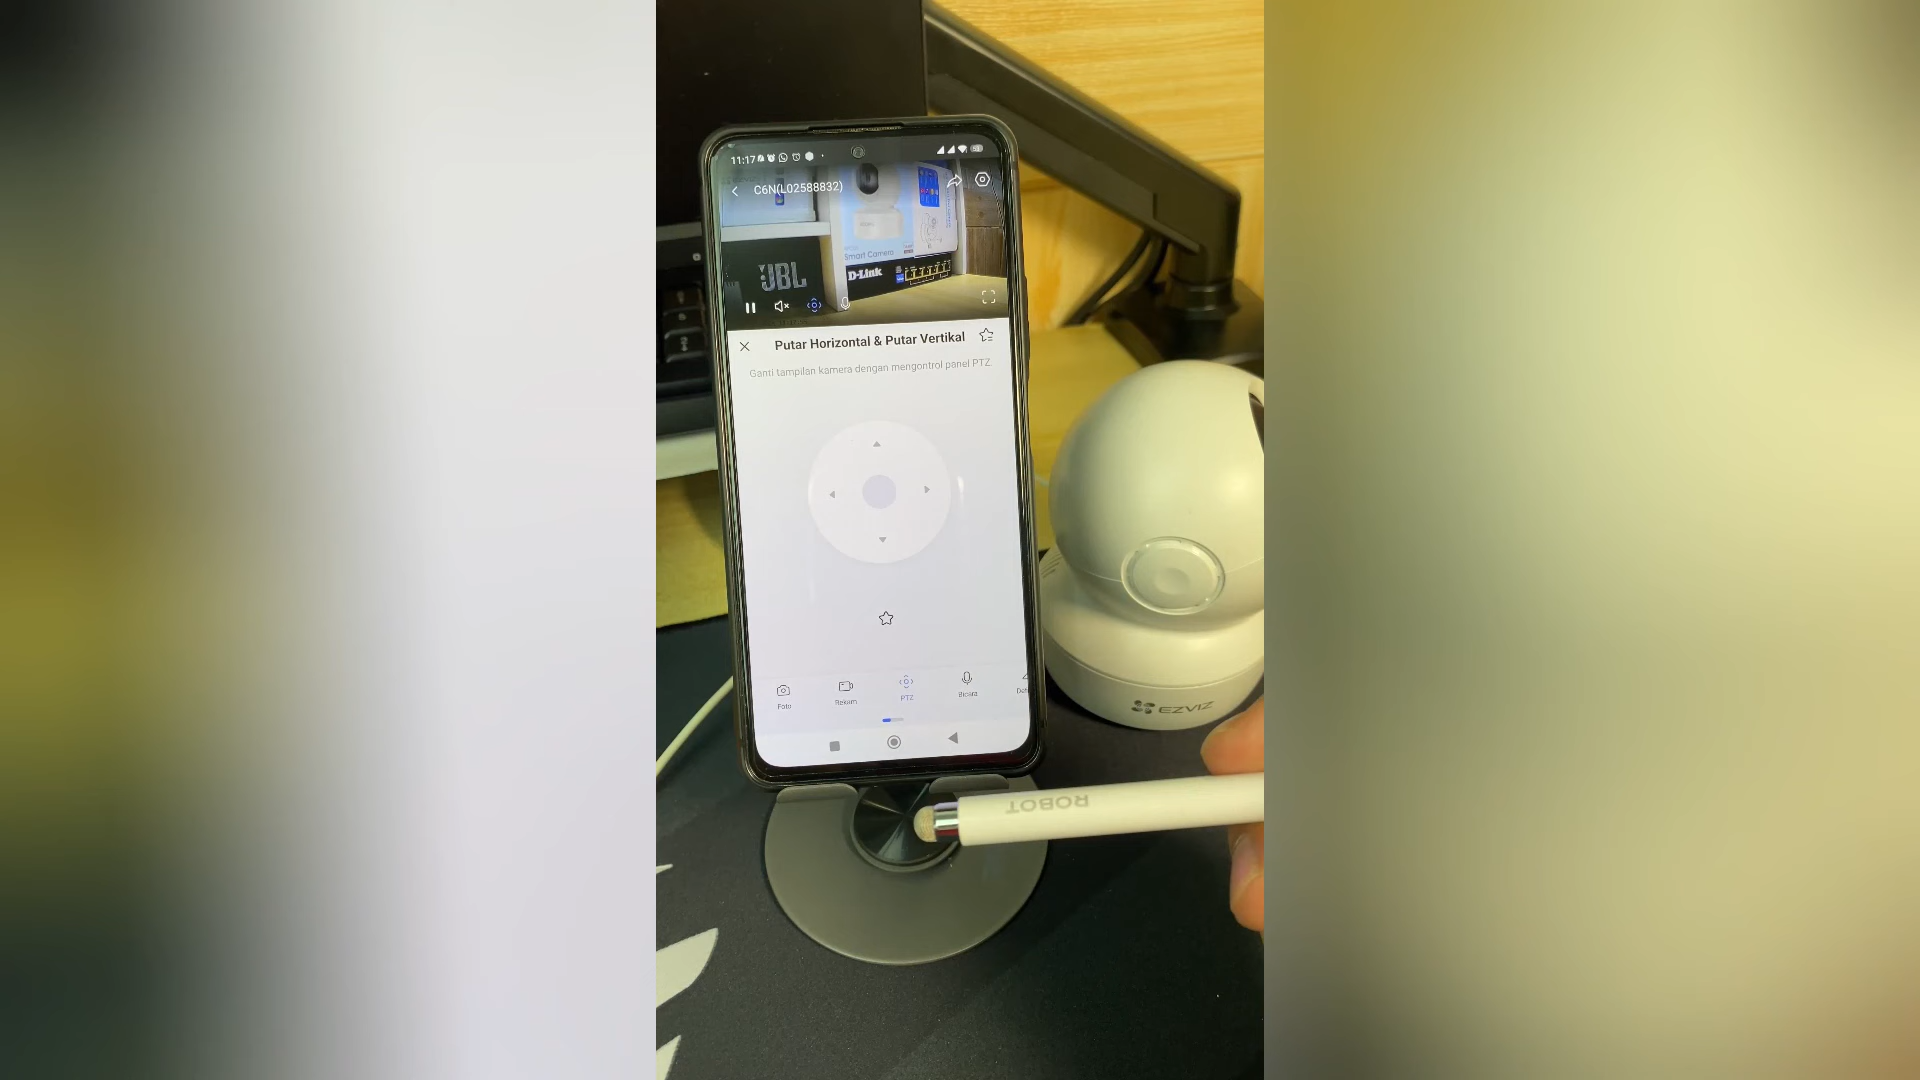 11:17
C6N(L02588832)
Smart Camera
JBL
D-Link
Putar Horizontal & Putar Vertikal
Ganti tampilan kamera dengan mengontrol panel PTZ.
Foto
Rekam
PTZ
Bicara
EZVIZ
ROBOT